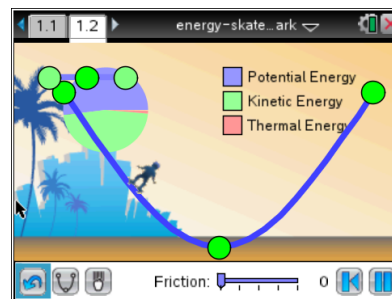 1.1 1.2 energy-skate...ark
Potential Energy
Kinetic Energy
Thermal Energy
Friction: 0